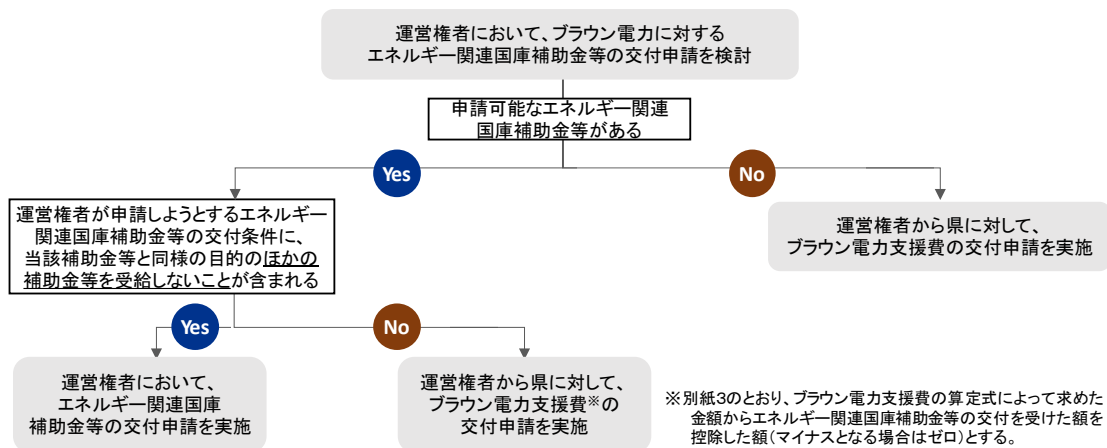 運営権者において、ブラウン電力に対する
エネルギー関連国庫補助金等の交付申請を検討
申請可能なエネルギー関連
国庫補助金等がある
Yes
No
運営権者が申請しようとするエネルギー
関連国庫補助金等の交付条件に、
当該補助金等と同様の目的のほかの
補助金等を受給しないことが含まれる
運営権者から県に対して、
ブラウン電力支援費の交付申請を実施
Yes
No
運営権者において、
エネルギー関連国庫
補助金等の交付申請を実施
運営権者から県に対して、
ブラウン電力支援費※の
交付申請を実施
※別紙3のとおり、ブラウン電力支援費の算定式によって求めた
金額からエネルギー関連国庫補助金等の交付を受けた額を
控除した額(マイナスとなる場合はゼロ)とする。